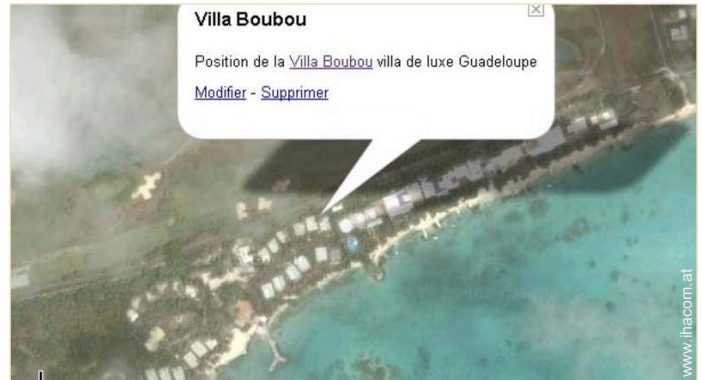 Villa Boubou
Position de la Villa Boubou villa de luxe Guadeloupe
Modifier - Supprimer
www.ihacom.at